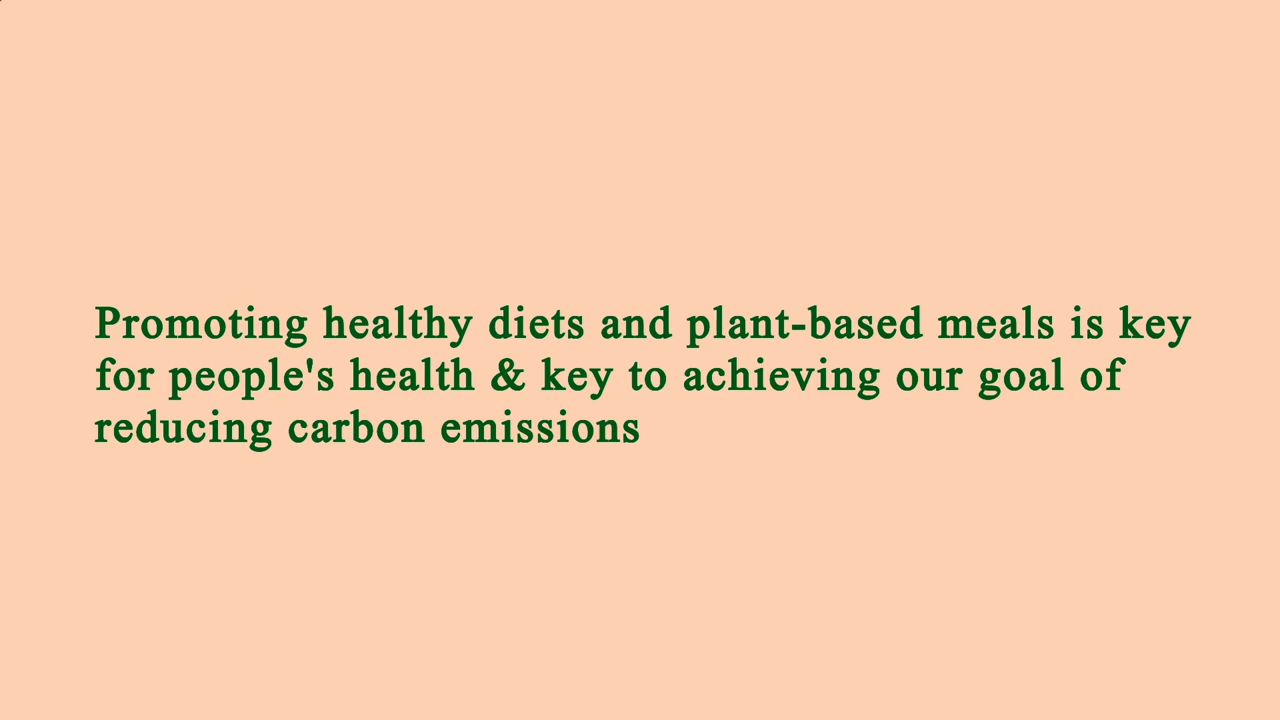 Promoting healthy diets and plant-based meals is key
for people's health & key to achieving our goal of
reducing carbon emissions